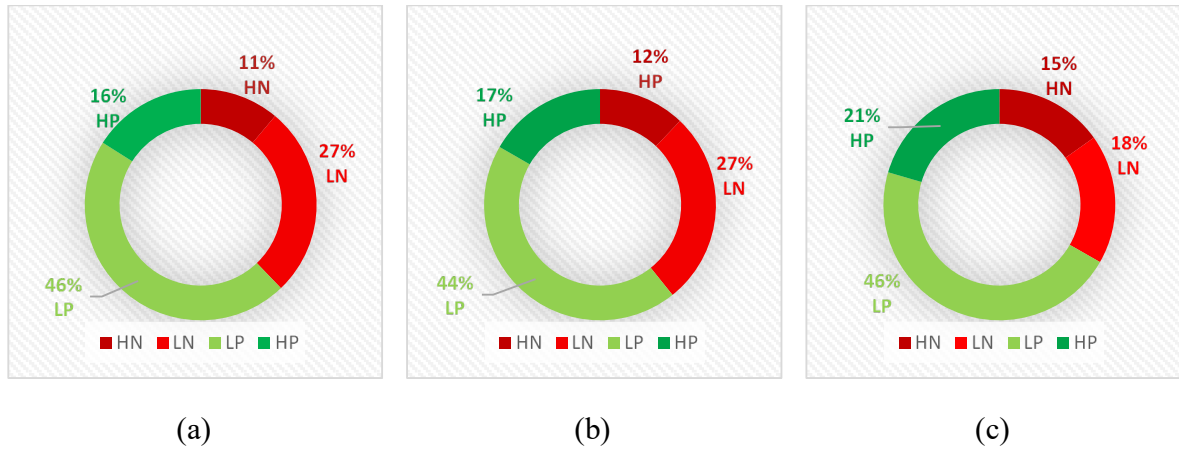 11%
HN
16%
HP
27%
LN
46%
LP
HN LN LP HP
(a)
12%
HP
17%
HP
27%
LN
44%
LP
HN LN LP HP
(b)
15%
HN
21%
HP
18%
LN
46%
LP
HN LN LP HP
(c)